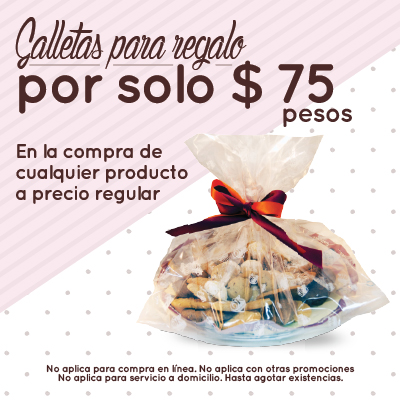 Galletas para regalo
por solo $ 75
pesos
En la compra de
cualquier producto
a precio regular
No aplica para compra en línea. No aplica con otras promociones
No aplica para servicio a domicilio. Hasta agotar existencias.